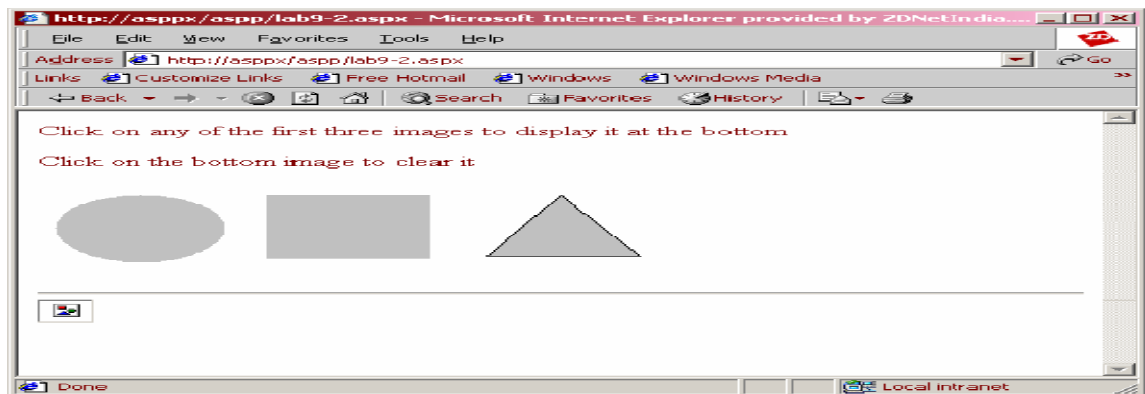 http://asppx/aspp/lab9-2.aspx - Microsoft Internet Explorer provided by ZDNetIndia....
File Edit View Favorites Tools Help
Address http://asppx/aspp/lab9-2.aspx Go
Links Customize Links Free Hotmail Windows Windows Media »
Back Search Favorites History
Click on any of the first three images to display it at the bottom
Click on the bottom image to clear it
Done Local intranet